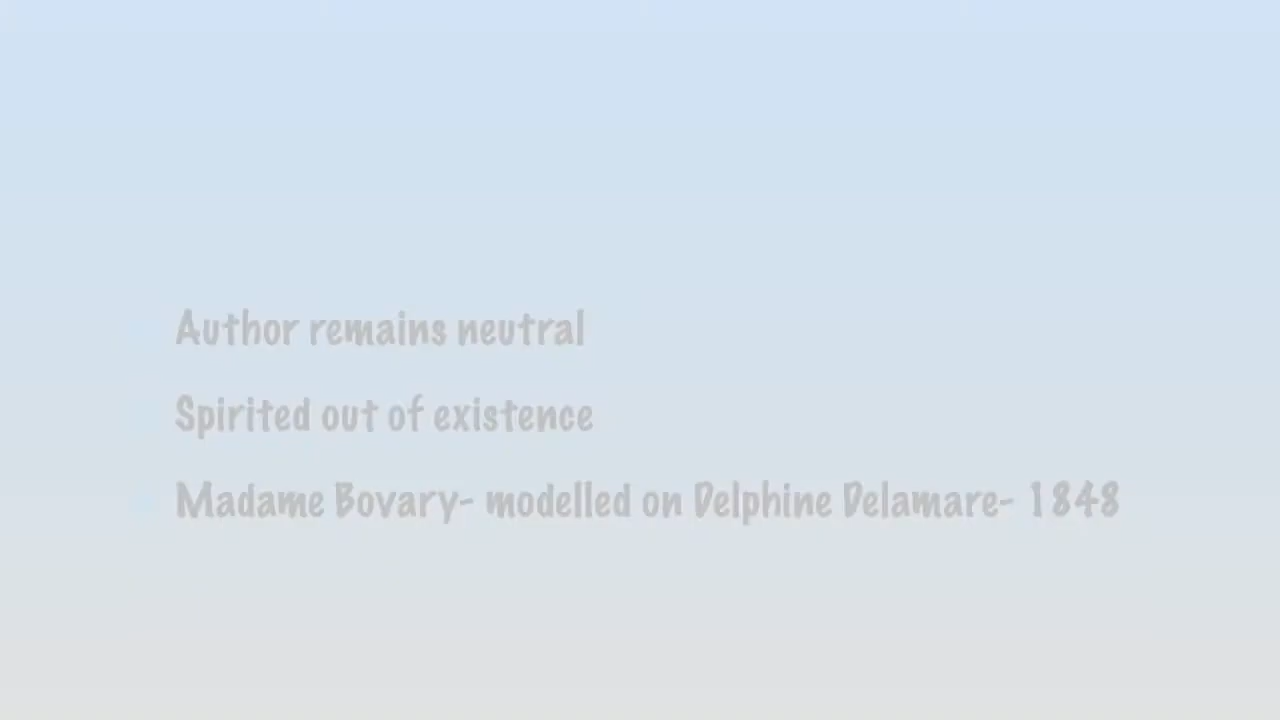 Author remains neutral
Spirited out of existence
Madame Bovary- modelled on Delphine Delamare- 1848